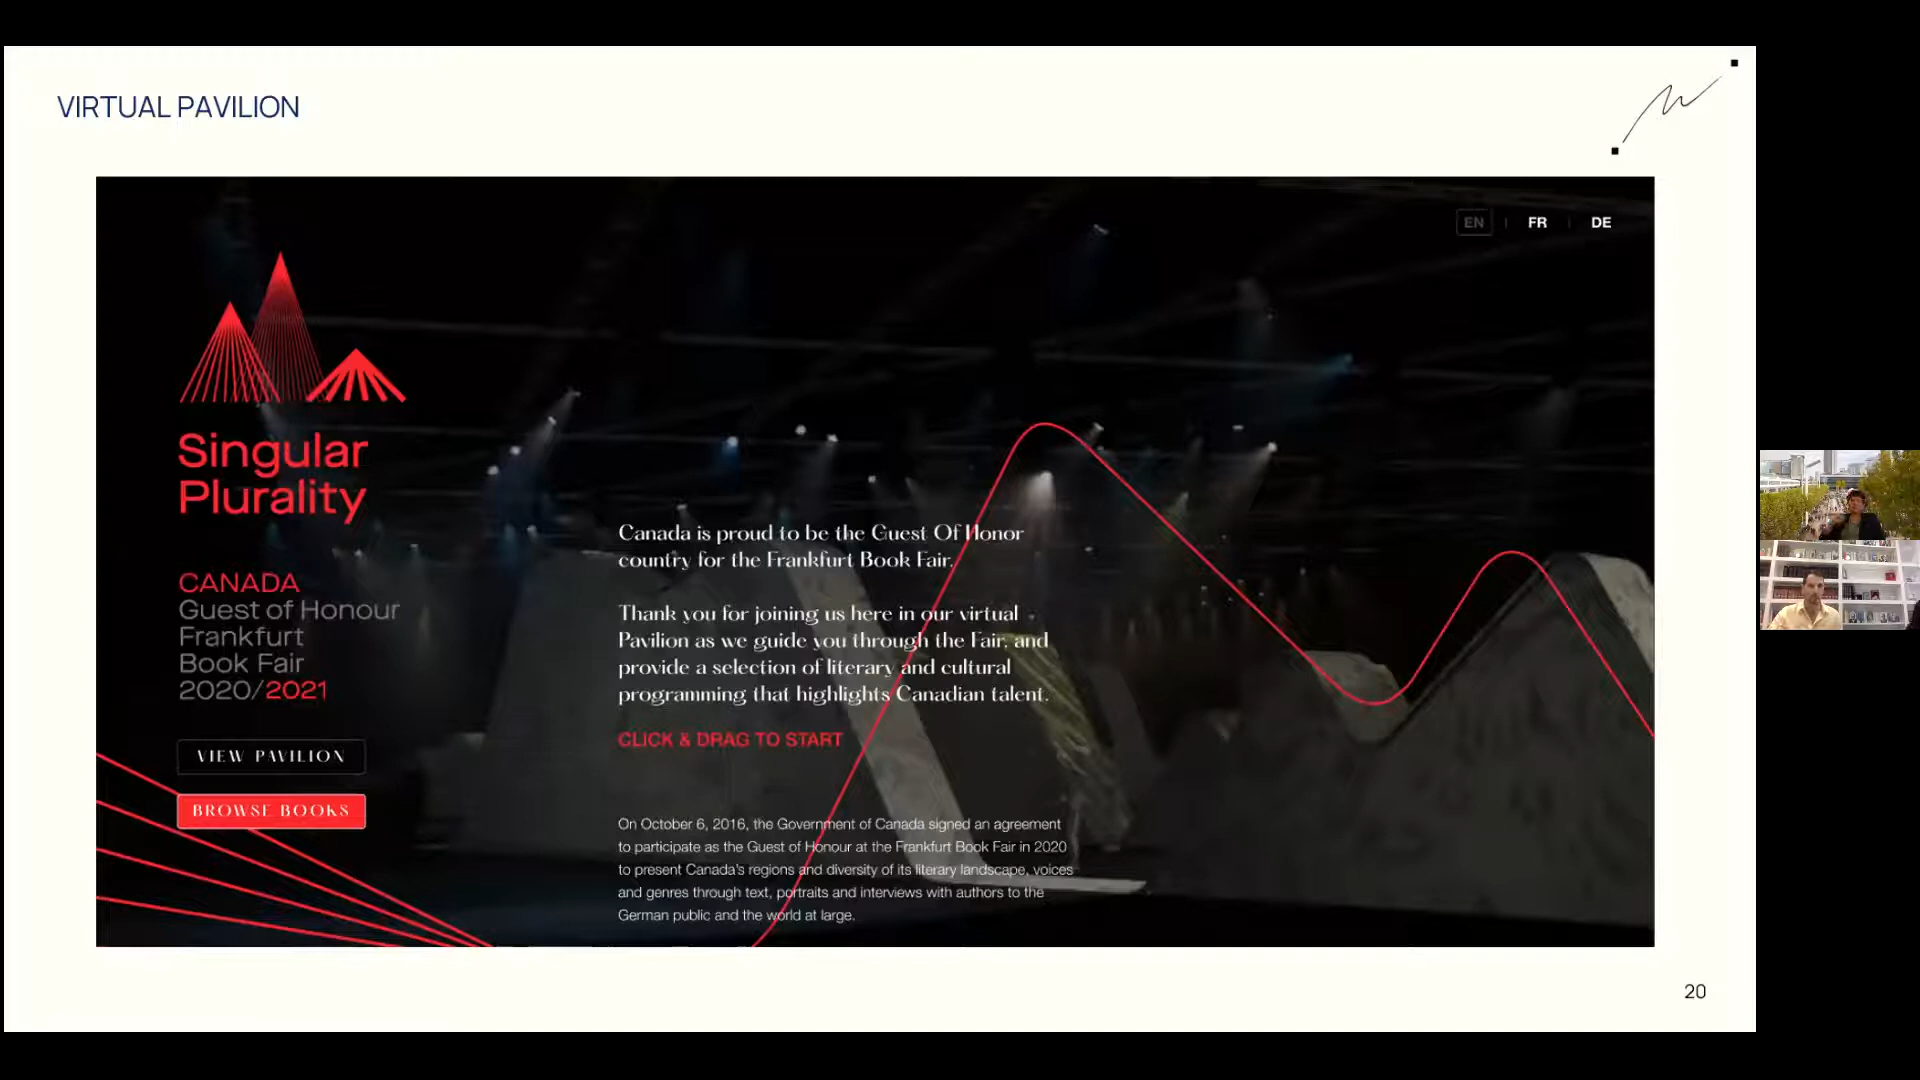 VIRTUAL PAVILION
EN | FR | DE
Singular
Plurality
CANADA
Guest of Honour
Frankfurt
Book Fair
2020/2021
VIEW PAVILION
BROWSE BOOKS
Canada is proud to be the Guest Of Honor
country for the Frankfurt Book Fair.
Thank you for joining us here in our virtual
Pavilion as we guide you through the Fair, and
provide a selection of literary and cultural
programming that highlights Canadian talent.
CLICK & DRAG TO START
On October 6, 2016, the Government of Canada signed an agreement
to participate as the Guest of Honour at the Frankfurt Book Fair in 2020
to present Canada's regions and diversity of its literary landscape, voices
and genres through text, portraits and interviews with authors to the
German public and the world at large.
20